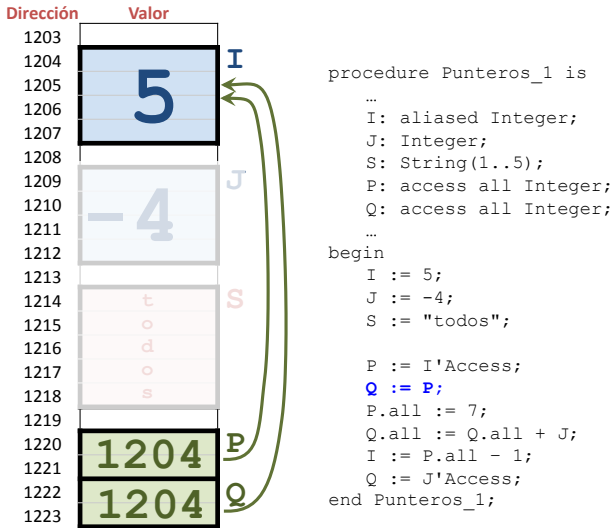 Dirección Valor
1203
1204
1205
1206
1207
1208
1209
1210
1211
1212
1213
1214
1215
1216
1217
1218
1219
1220
1221
1222
1223
5
I
-4
J
t
o
d
o
s
S
1204
P
1204
Q
procedure Punteros_1 is
…
I: aliased Integer;
J: Integer;
S: String(1..5);
P: access all Integer;
Q: access all Integer;
…
begin
I := 5;
J := -4;
S := "todos";
P := I'Access;
Q := P;
P.all := 7;
Q.all := Q.all + J;
I := P.all – 1;
Q := J'Access;
end Punteros_1;